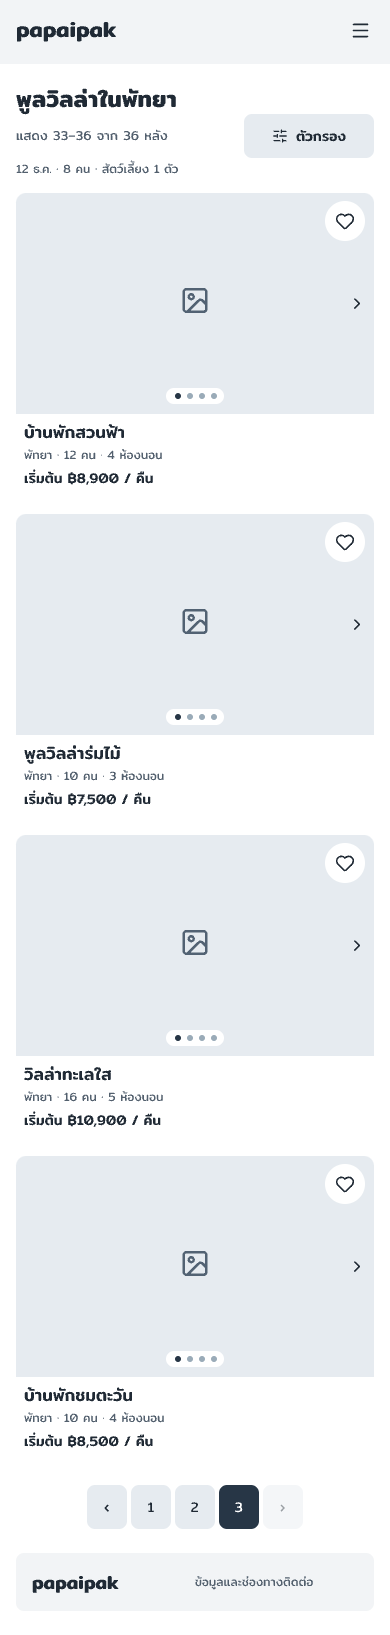 papaipak
พูลวิลล่าในพัทยา
แสดง 33–36 จาก 36 หลัง
ตัวกรอง
12 ธ.ค. · 8 คน · สัตว์เลี้ยง 1 ตัว
บ้านพักสวนฟ้า
พัทยา · 12 คน · 4 ห้องนอน
เริ่มต้น ฿8,900 / คืน
พูลวิลล่าร่มไม้
พัทยา · 10 คน · 3 ห้องนอน
เริ่มต้น ฿7,500 / คืน
วิลล่าทะเลใส
พัทยา · 16 คน · 5 ห้องนอน
เริ่มต้น ฿10,900 / คืน
บ้านพักชมตะวัน
พัทยา · 10 คน · 4 ห้องนอน
เริ่มต้น ฿8,500 / คืน
‹ 1 2 3 ›
papaipak
ข้อมูลและช่องทางติดต่อ